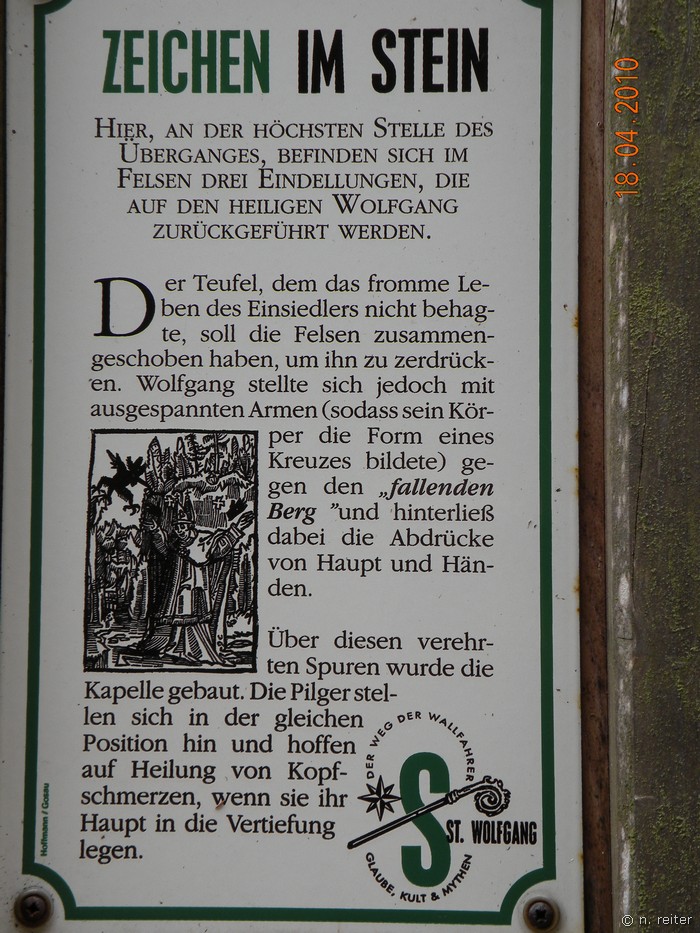 ZEICHEN IM STEIN
HIER, AN DER HÖCHSTEN STELLE DES
ÜBERGANGES, BEFINDEN SICH IM
FELSEN DREI EINDELLUNGEN, DIE
AUF DEN HEILIGEN WOLFGANG
ZURÜCKGEFÜHRT WERDEN.
Der Teufel, dem das fromme Le-
ben des Einsiedlers nicht behag-
te, soll die Felsen zusammen-
geschoben haben, um ihn zu zerdrück-
en. Wolfgang stellte sich jedoch mit
ausgespannten Armen (sodass sein Kör-
per die Form eines
Kreuzes bildete) ge-
gen den „fallenden
Berg ”und hinterließ
dabei die Abdrücke
von Haupt und Hän-
den.
Über diesen verehr-
ten Spuren wurde die
Kapelle gebaut. Die Pilger stel-
len sich in der gleichen
Position hin und hoffen
auf Heilung von Kopf-
schmerzen, wenn sie ihr
Haupt in die Vertiefung
legen.
DER WEG DER WALLFAHRER
S
ST. WOLFGANG
GLAUBE, KULT & MYTHEN
Hoffmann / Gosau
18.04.2010
© n. reiter